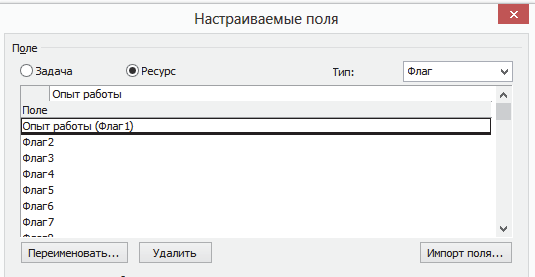 Настраиваемые поля
Поле
Задача Ресурс Тип: Флаг
Опыт работы
Поле
Опыт работы (Флаг1)
Флаг2
Флаг3
Флаг4
Флаг5
Флаг6
Флаг7
Переименовать... Удалить Импорт поля...